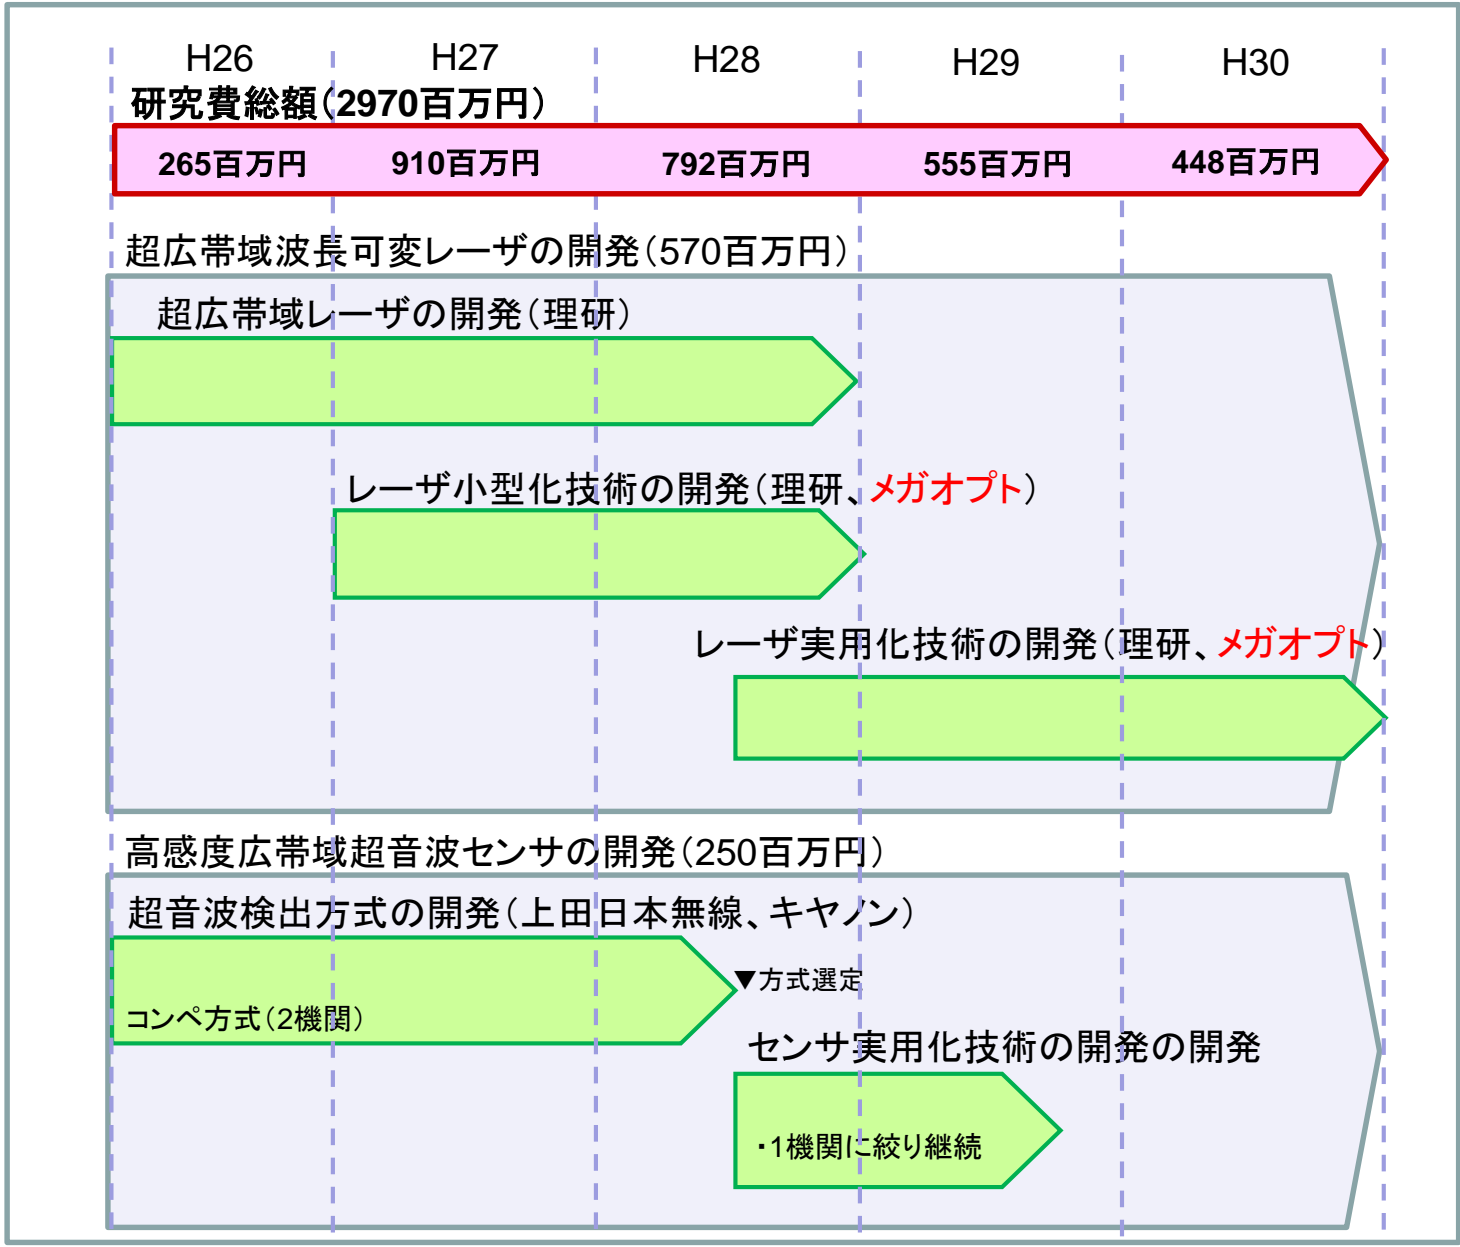 H26 H27 H28 H29 H30
研究費総額（2970百万円）
265百万円 910百万円 792百万円 555百万円 448百万円
超広帯域波長可変レーザの開発（570百万円）
超広帯域レーザの開発（理研）
レーザ小型化技術の開発（理研、メガオプト）
レーザ実用化技術の開発（理研、メガオプト）
高感度広帯域超音波センサの開発（250百万円）
超音波検出方式の開発（上田日本無線、キヤノン）
▼方式選定
コンペ方式（2機関）
センサ実用化技術の開発の開発
・1機関に絞り継続